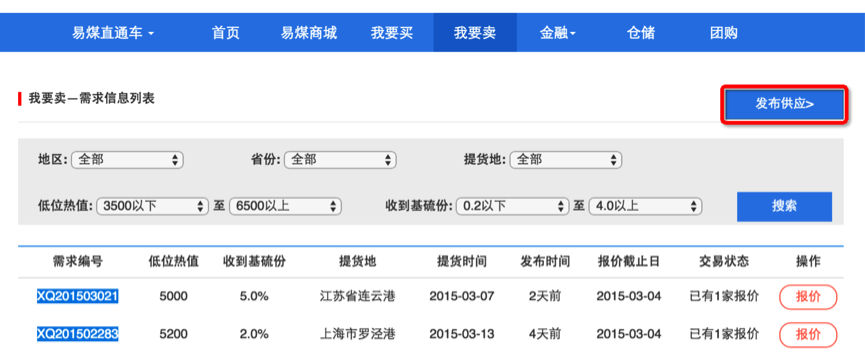 易煤直通车 首页 易煤商城 我要买 我要卖 金融 仓储 团购
我要卖—需求信息列表 发布供应>
地区: 全部 省份: 全部 提货地: 全部
低位热值: 3500以下 至 6500以上 收到基硫份: 0.2以下 至 4.0以上 搜索
需求编号 低位热值 收到基硫份 提货地 提货时间 发布时间 报价截止日 交易状态 操作
XQ201503021 5000 5.0% 江苏省连云港 2015-03-07 2天前 2015-03-04 已有1家报价 报价
XQ201502283 5200 2.0% 上海市罗泾港 2015-03-13 4天前 2015-03-04 已有1家报价 报价